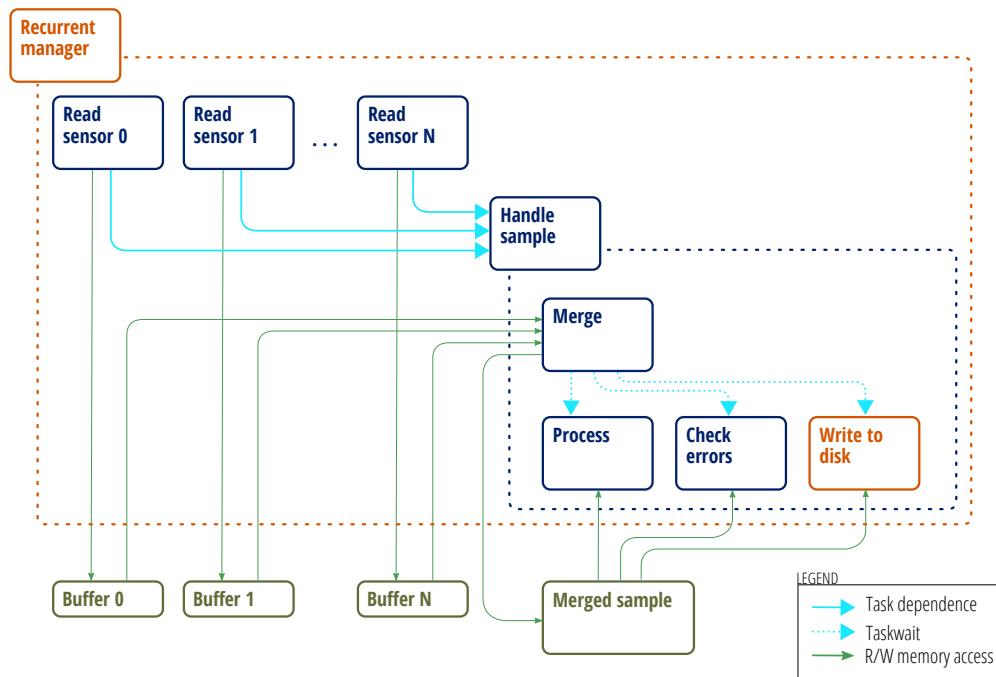 Recurrent
manager
Read
sensor 0
Read
sensor 1
...
Read
sensor N
Handle
sample
Merge
Process
Check
errors
Write to
disk
Buffer 0
Buffer 1
Buffer N
Merged sample
LEGEND
Task dependence
Taskwait
R/W memory access